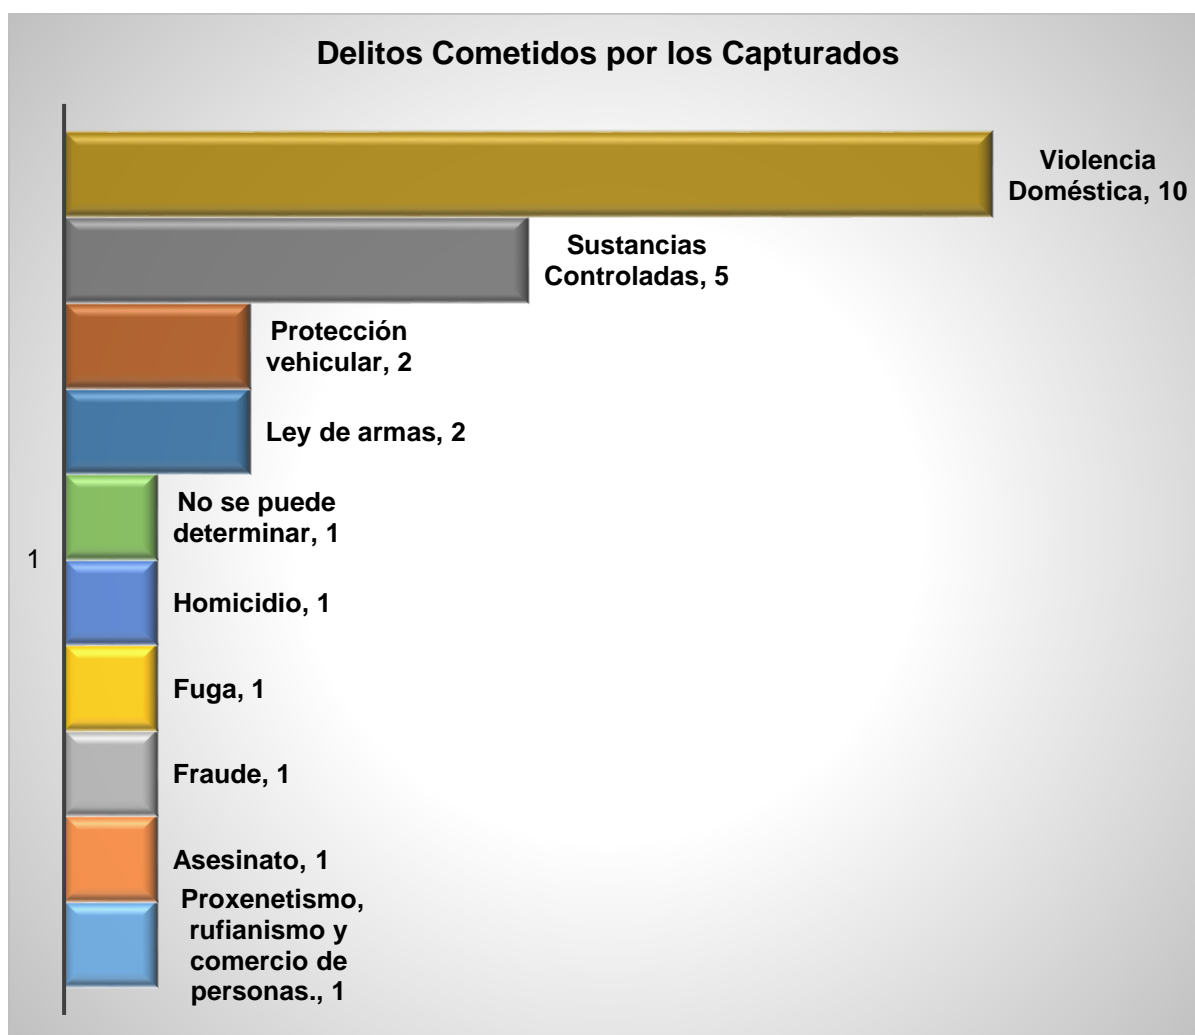 Delitos Cometidos por los Capturados
Violencia
Doméstica, 10
Sustancias
Controladas, 5
Protección
vehicular, 2
Ley de armas, 2
No se puede
determinar, 1
1
Homicidio, 1
Fuga, 1
Fraude, 1
Asesinato, 1
Proxenetismo,
rufianismo y
comercio de
personas., 1